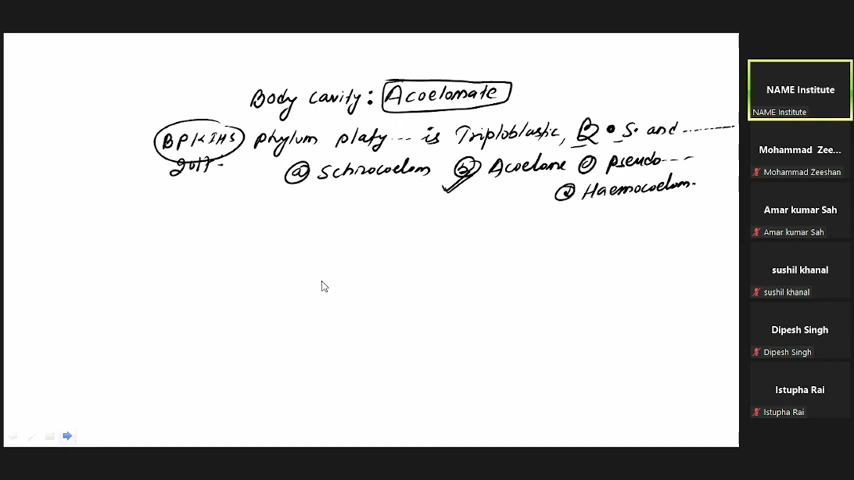 Body cavity: Acoelomate
BPKIHS 2017. phylum platy.... is Triploblastic, B.S. and ........
ⓐ Schizocoelom ⓑ Acoelome ⓒ pseudo....
ⓓ Haemocoelom.
NAME Institute
NAME Institute
Mohammad Zee...
Mohammad Zeeshan
Amar kumar Sah
Amar kumar Sah
sushil khanal
sushil khanal
Dipesh Singh
Dipesh Singh
Istupha Rai
Istupha Rai